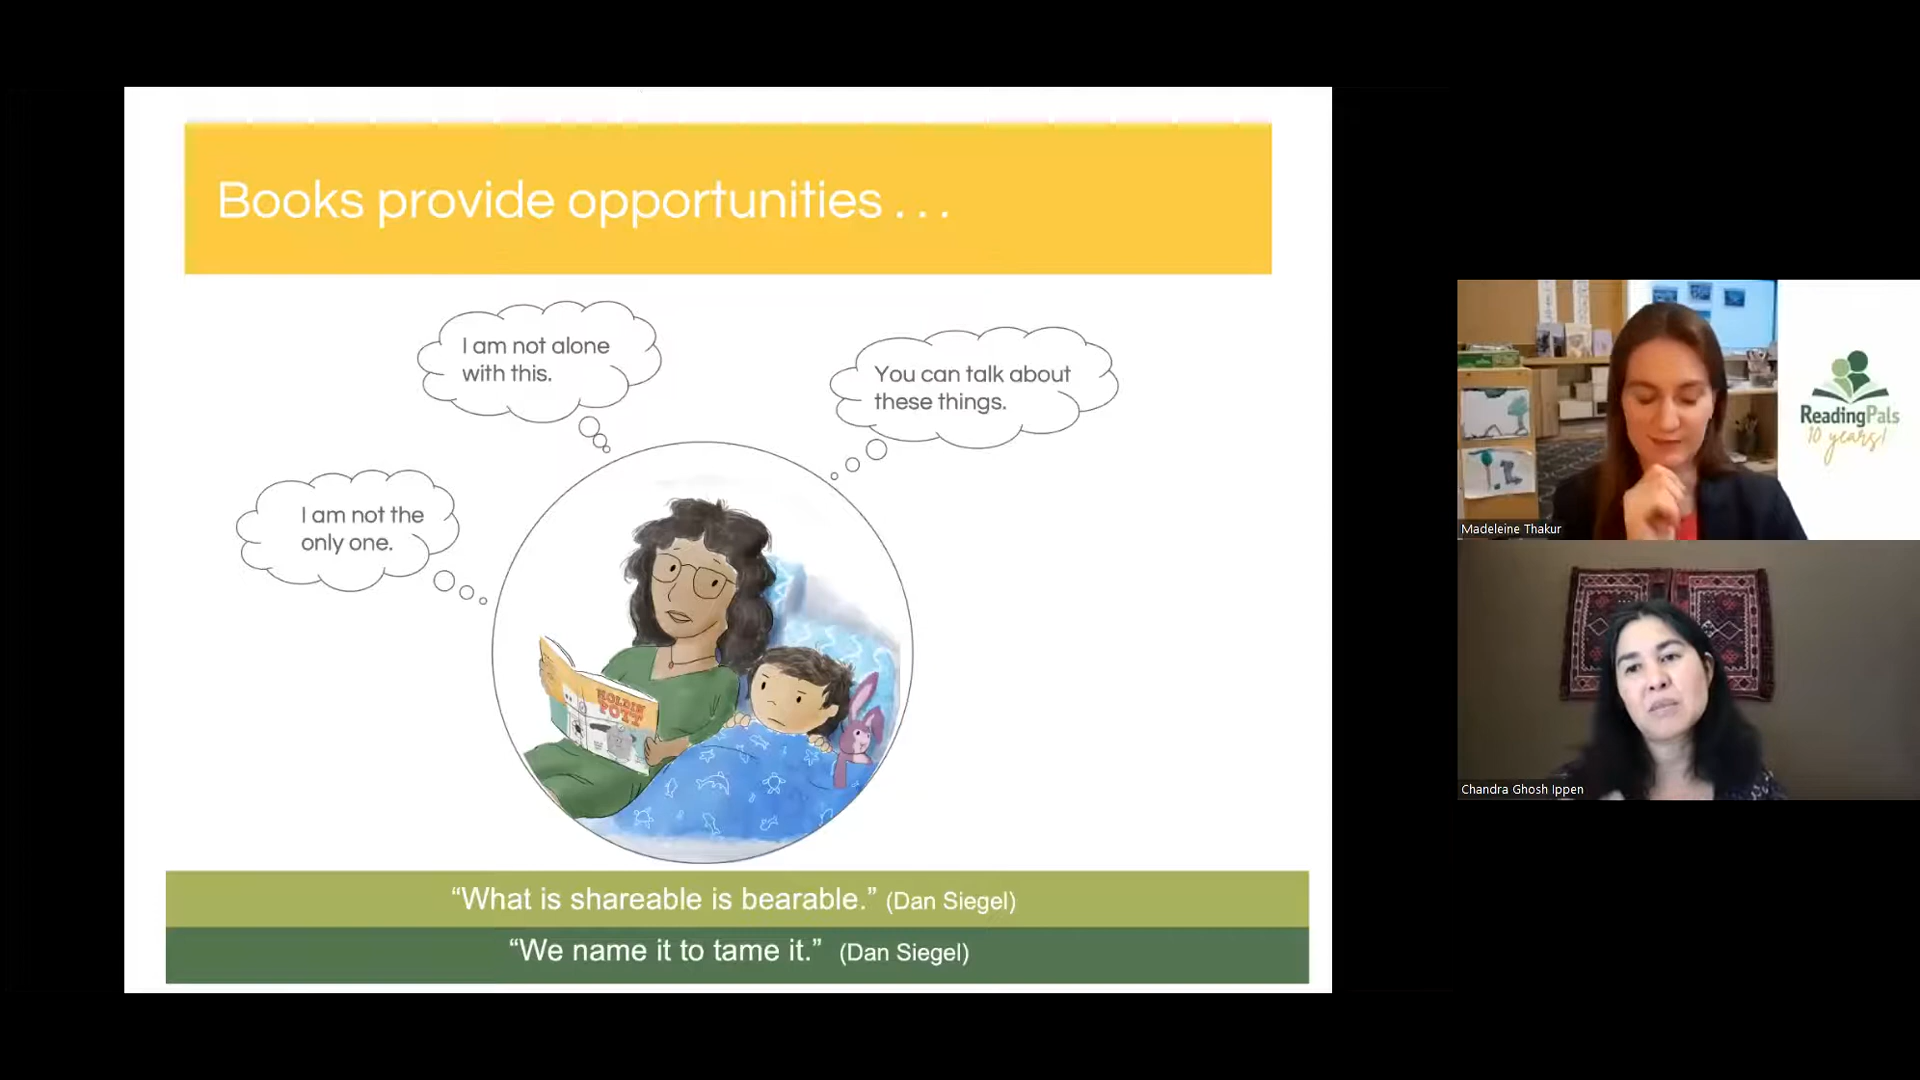 Books provide opportunities . . .
I am not alone
with this.
You can talk about
these things.
I am not the
only one.
HOLDIN
POTT
“What is shareable is bearable.” (Dan Siegel)
“We name it to tame it.” (Dan Siegel)
ReadingPals
10 years!
Madeleine Thakur
Chandra Ghosh Ippen